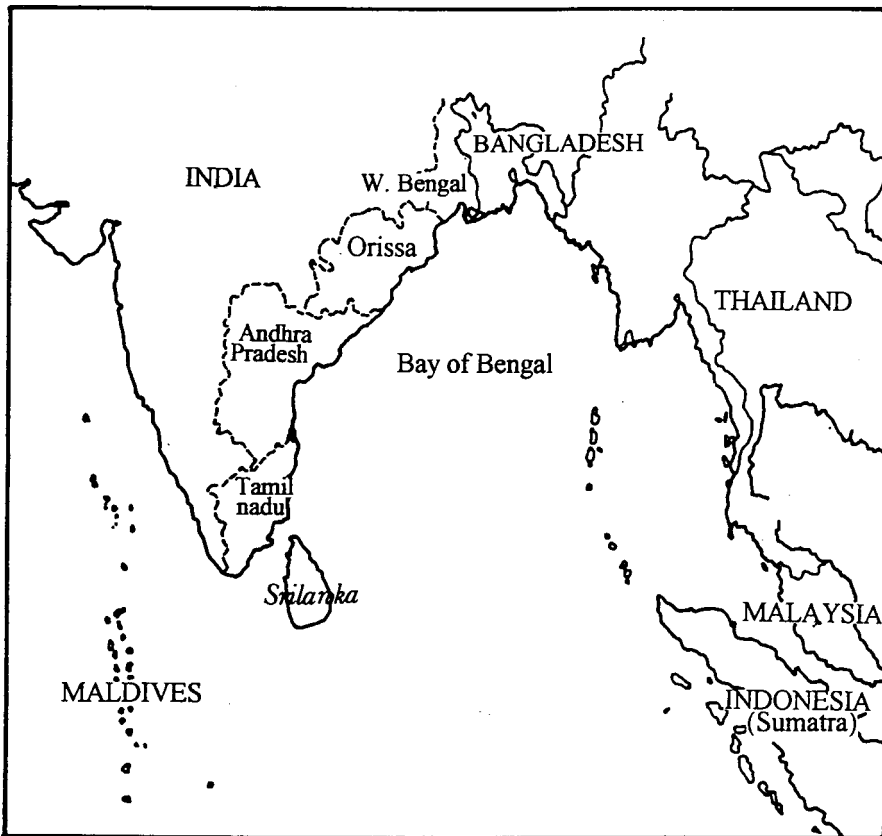 BANGLADESH
INDIA
W. Bengal
Orissa
THAILAND
Andhra
Pradesh
Bay of Bengal
Tamil
nadu
Srilanka
MALAYSIA
MALDIVES
INDONESIA
(Sumatra)